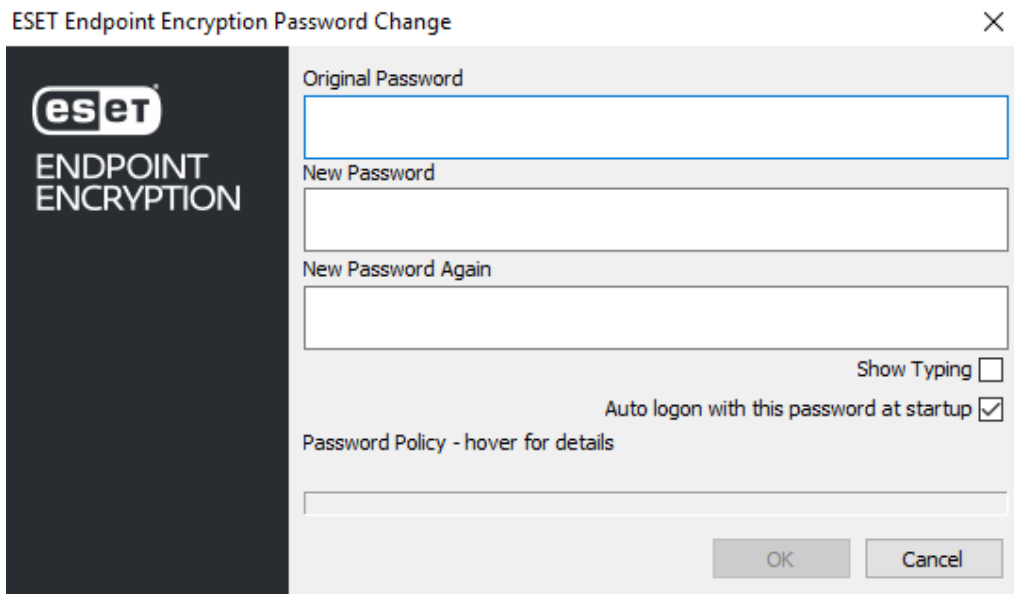 ESET Endpoint Encryption Password Change
eseT
ENDPOINT
ENCRYPTION
Original Password
New Password
New Password Again
Show Typing
Auto logon with this password at startup
Password Policy - hover for details
OK
Cancel